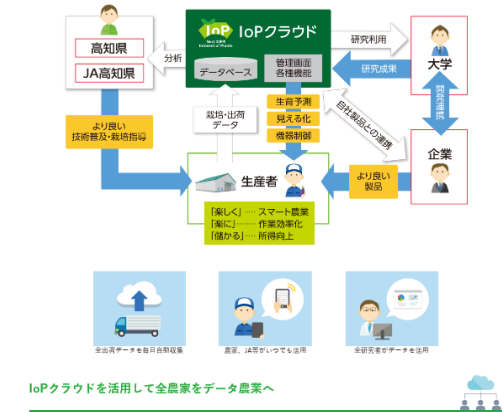 IoP
IoPクラウド
Internet of Plants
データベース
管理画面
各種機能
高知県
JA高知県
分析
研究利用
研究成果
大学
開発連携
企業
自社製品との連携
栽培・出荷
データ
生育予測
見える化
機器制御
より良い
技術普及・栽培指導
生産者
より良い
製品
「楽しく」…… スマート農業
「楽に」……… 作業効率化
「儲かる」…… 所得向上
全出荷データを毎日自動収集
農家、JA等がいつでも活用
全研究者がデータを活用
IoPクラウドを活用して全農家をデータ農業へ